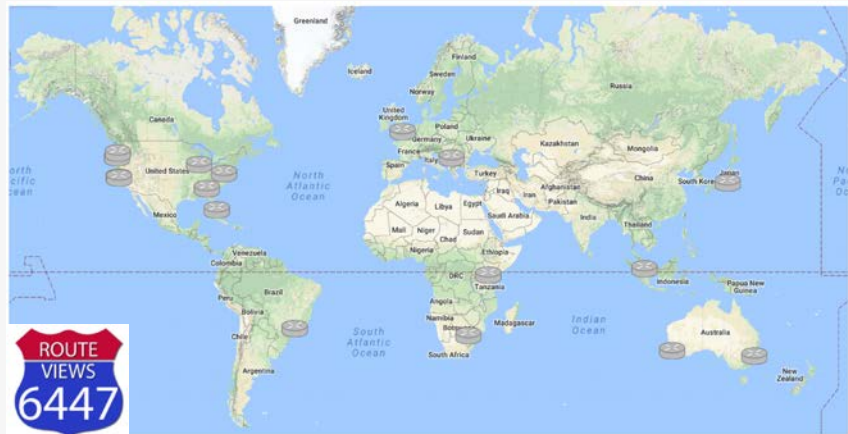 Greenland
Iceland
Finland
Sweden
Norway
Russia
Canada
United
Kingdom
Poland
Germany
Ukraine
France
Kazakhstan
Mongolia
Italy
Spain
Turkey
United States
North
Atlantic
Ocean
China
South Korea
Japan
Iraq
Iran
Afghanistan
Pakistan
Algeria
Libya
Egypt
Saudi Arabia
India
Mexico
Mali
Niger
Chad
Sudan
Thailand
Nigeria
Ethiopia
Venezuela
Colombia
DRC
Tanzania
Indonesia
Papua New
Guinea
Brazil
Peru
Angola
Bolivia
Namibia
Madagascar
Indian
Ocean
Chile
South
Atlantic
Ocean
South Africa
Australia
Argentina
New
Zealand
ROUTE
VIEWS
6447